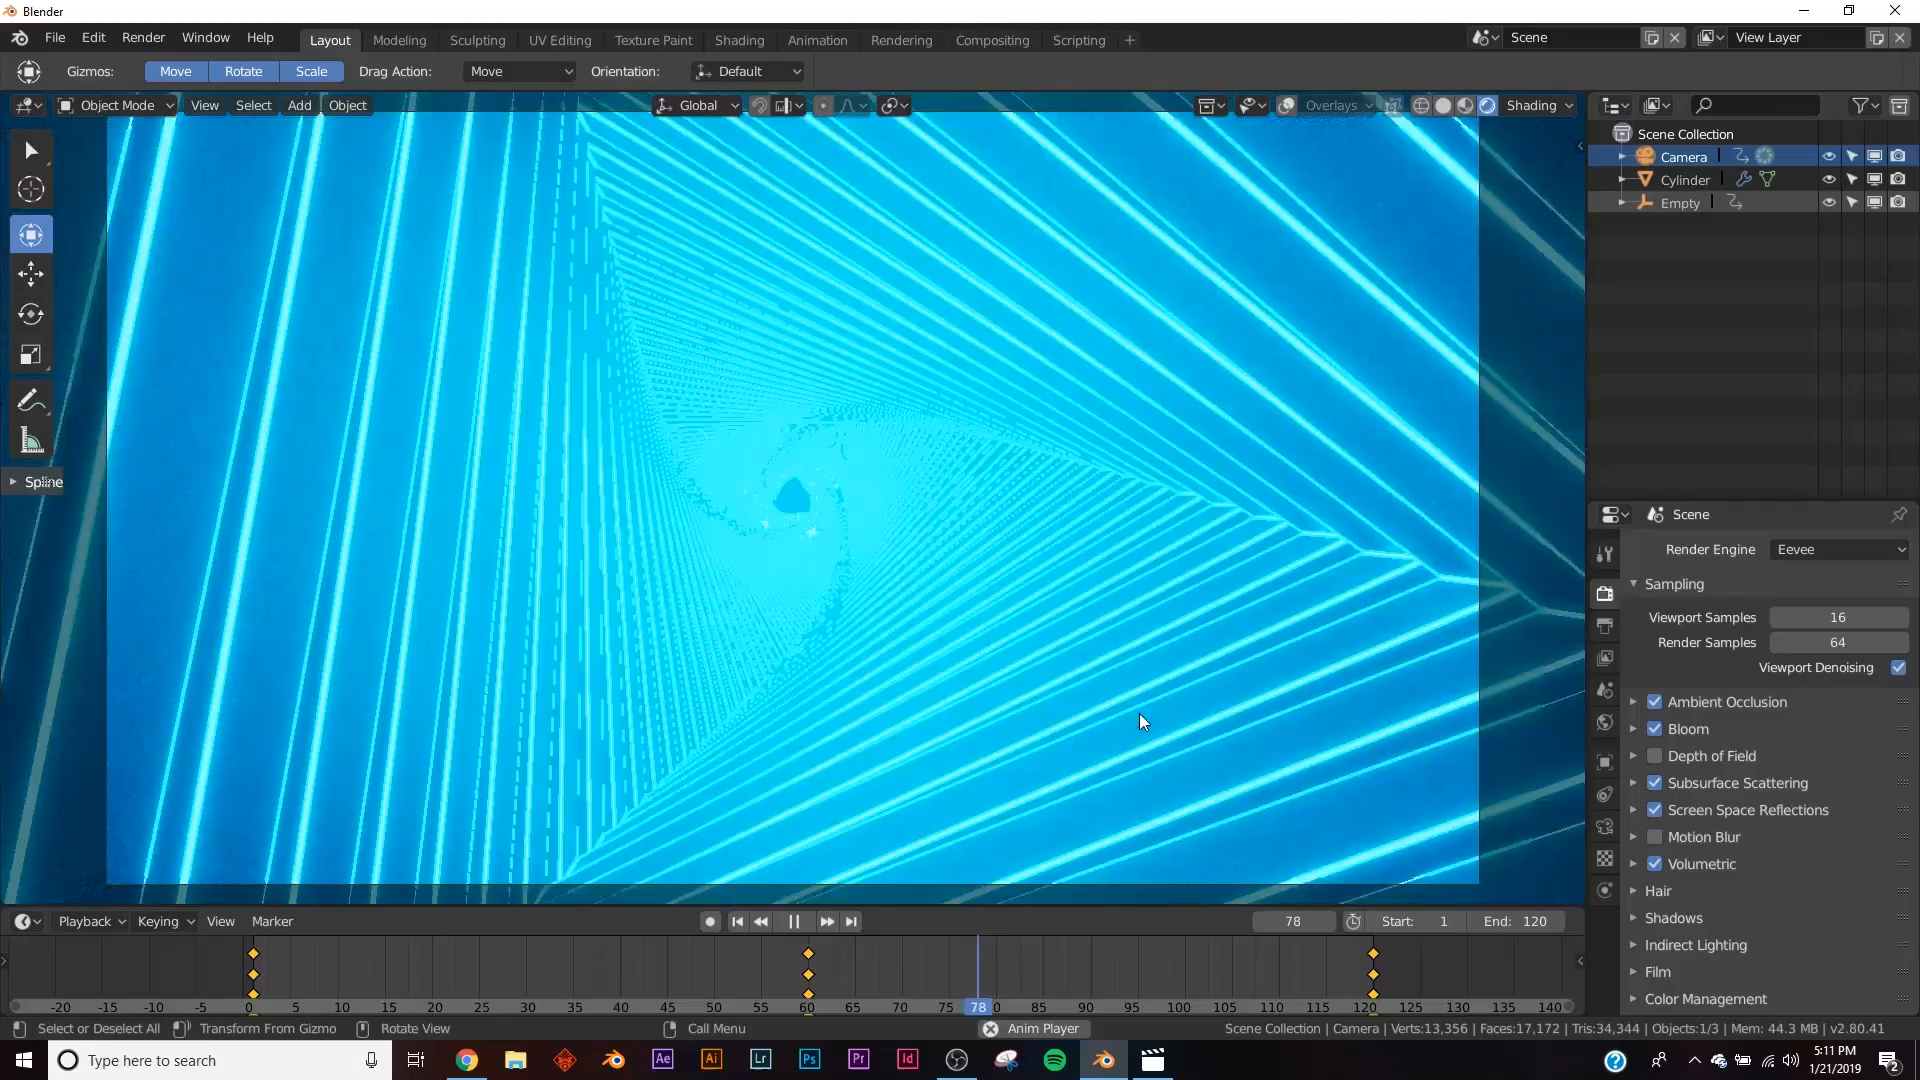 Blender
File Edit Render Window Help Layout Modeling Sculpting UV Editing Texture Paint Shading Animation Rendering Compositing Scripting + Scene View Layer
Gizmos: Move Rotate Scale Drag Action: Move Orientation: Default
Object Mode View Select Add Object Global Overlays Shading
Scene Collection
Camera
Cylinder
Empty
Spline
Scene
Render Engine Eevee
Sampling
Viewport Samples 16
Render Samples 64
Viewport Denoising
Ambient Occlusion
Bloom
Depth of Field
Subsurface Scattering
Screen Space Reflections
Motion Blur
Volumetric
Hair
Shadows
Indirect Lighting
Film
Color Management
Playback Keying View Marker 78 Start: 1 End: 120
-20 -15 -10 -5 0 5 10 15 20 25 30 35 40 45 50 55 60 65 70 75 78 0 85 90 95 100 105 110 115 120 125 130 135 140
Select or Deselect All Transform From Gizmo Rotate View Call Menu Anim Player Scene Collection | Camera | Verts:13,356 | Faces:17,172 | Tris:34,344 | Objects:1/3 | Mem: 44.3 MB | v2.80.41
Type here to search Ae Ai Lr Ps Pr Id 5:11 PM
1/21/2019 2